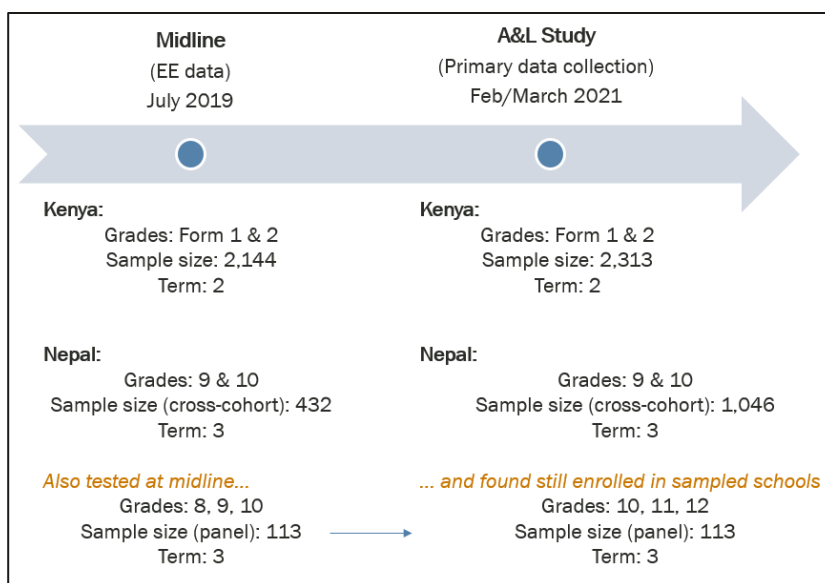 Midline
(EE data)
July 2019
A&L Study
(Primary data collection)
Feb/March 2021
Kenya:
Grades: Form 1 & 2
Sample size: 2,144
Term: 2
Kenya:
Grades: Form 1 & 2
Sample size: 2,313
Term: 2
Nepal:
Grades: 9 & 10
Sample size (cross-cohort): 432
Term: 3
Nepal:
Grades: 9 & 10
Sample size (cross-cohort): 1,046
Term: 3
Also tested at midline...
Grades: 8, 9, 10
Sample size (panel): 113
Term: 3
... and found still enrolled in sampled schools
Grades: 10, 11, 12
Sample size (panel): 113
Term: 3